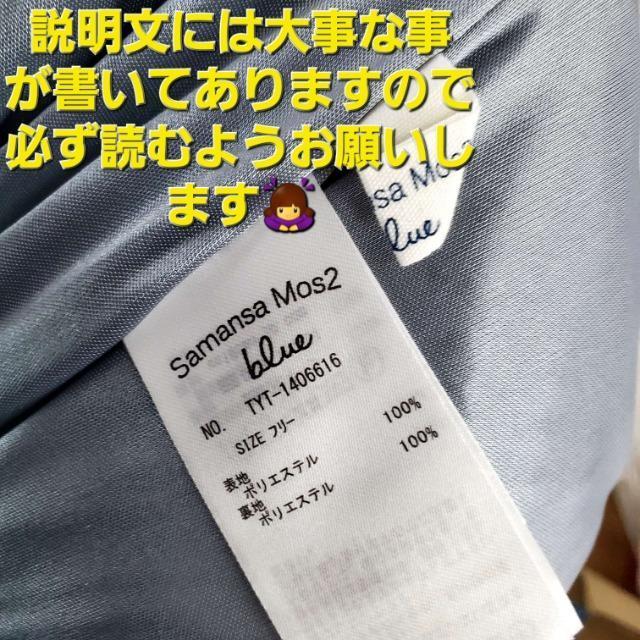 説明文には大事な事
が書いてありますので
必ず読むようお願いし
ます🙇‍♀️
sa Mo
lue
Samansa Mos2
blue
NO. TYT-1406616
SIZE フリー
表地
ポリエステル 100%
裏地
ポリエステル 100%